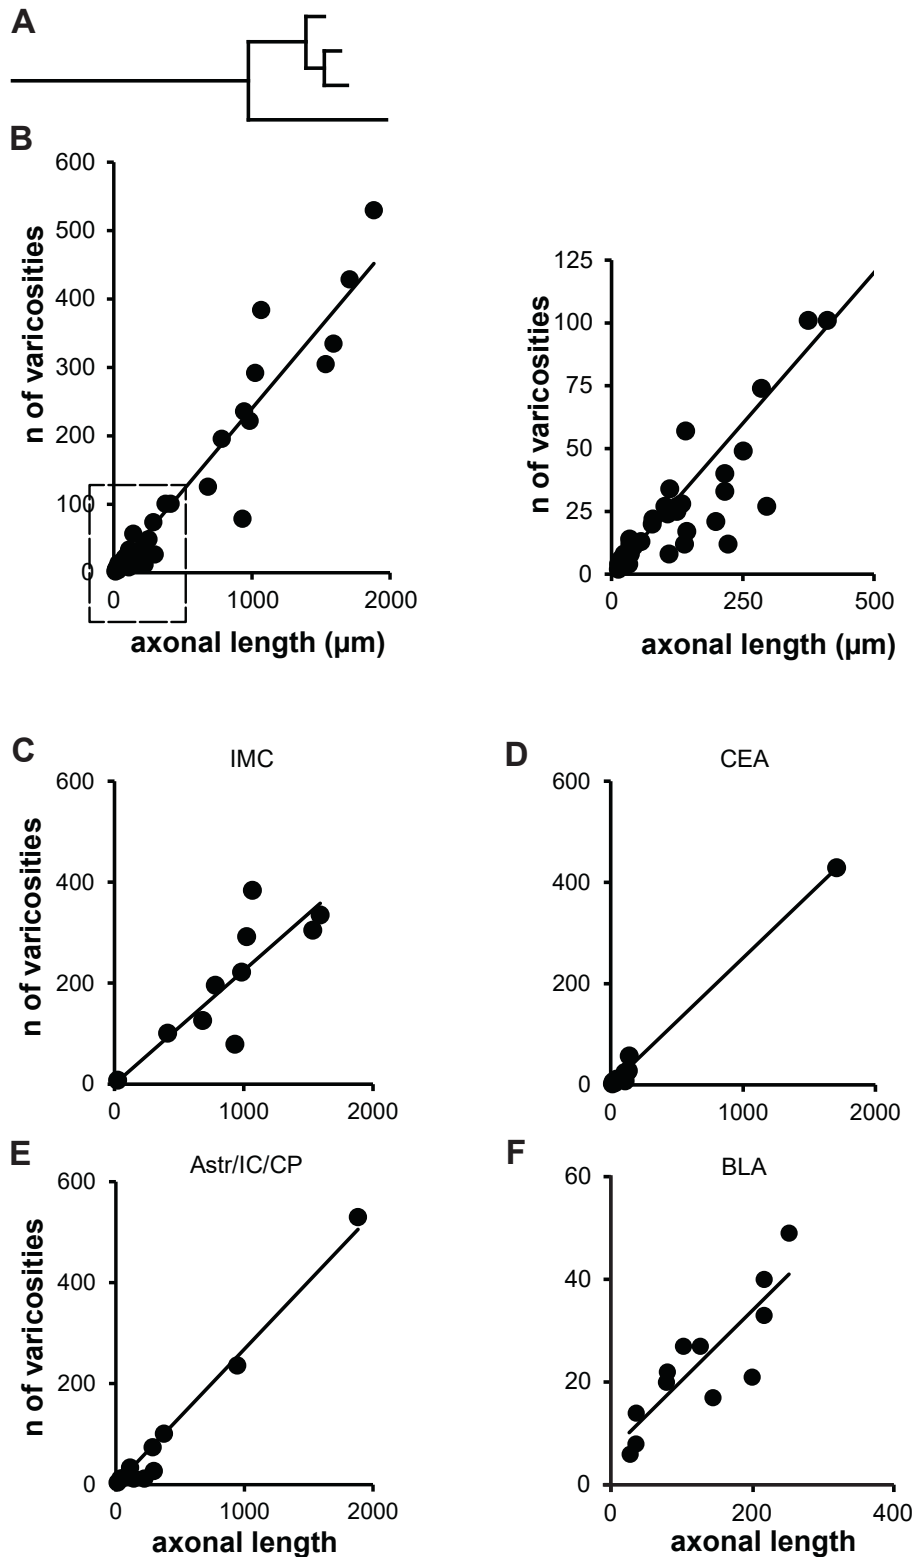 A
B
600
500
400
300
200
100
0
n of varicosities
0 1000 2000
axonal length (µm)
125
100
75
50
25
0
n of varicosities
0 250 500
axonal length (µm)
C
IMC
600
400
200
0
n of varicosities
0 1000 2000
D
CEA
600
400
200
0
0 1000 2000
E
Astr/IC/CP
600
400
200
0
n of varicosities
0 1000 2000
axonal length
F
BLA
60
40
20
0
0 200 400
axonal length